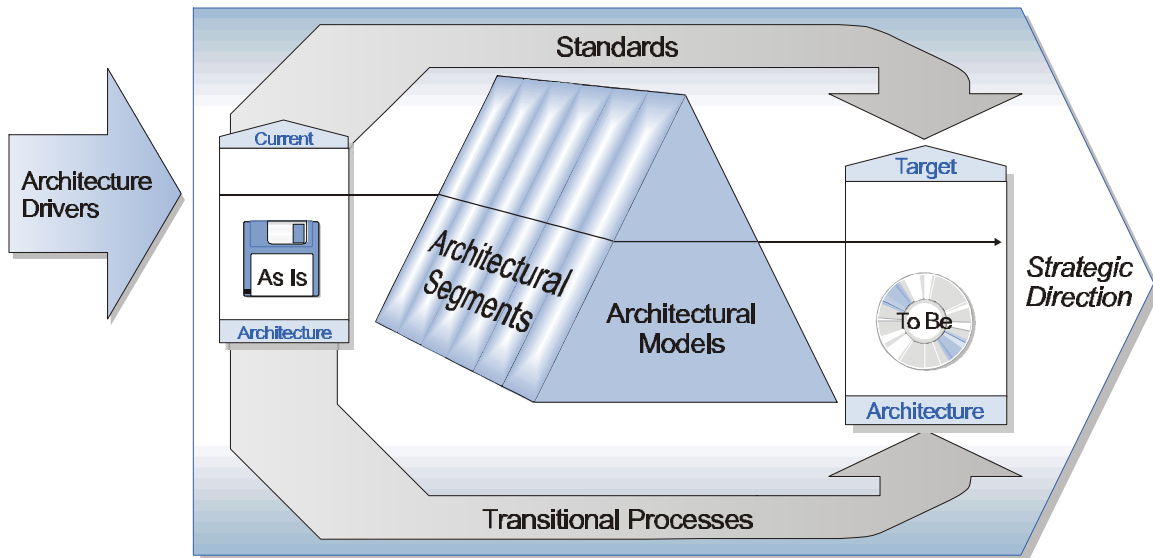 Standards
Architecture
Drivers
Current
As Is
Architecture
Architectural
Segments
Architectural
Models
Target
To Be
Architecture
Strategic
Direction
Transitional Processes